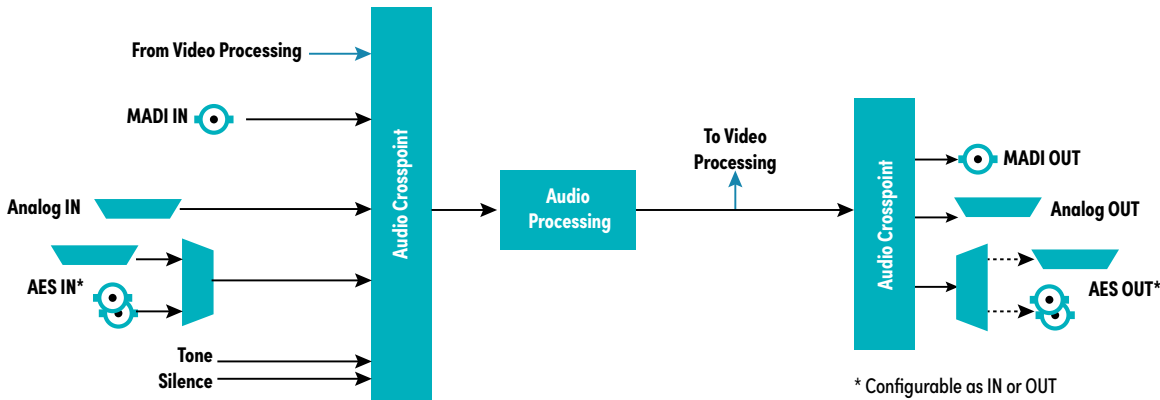 From Video Processing
MADI IN
Analog IN
AES IN*
Tone
Silence
Audio Crosspoint
Audio
Processing
To Video
Processing
Audio Crosspoint
MADI OUT
Analog OUT
AES OUT*
* Configurable as IN or OUT